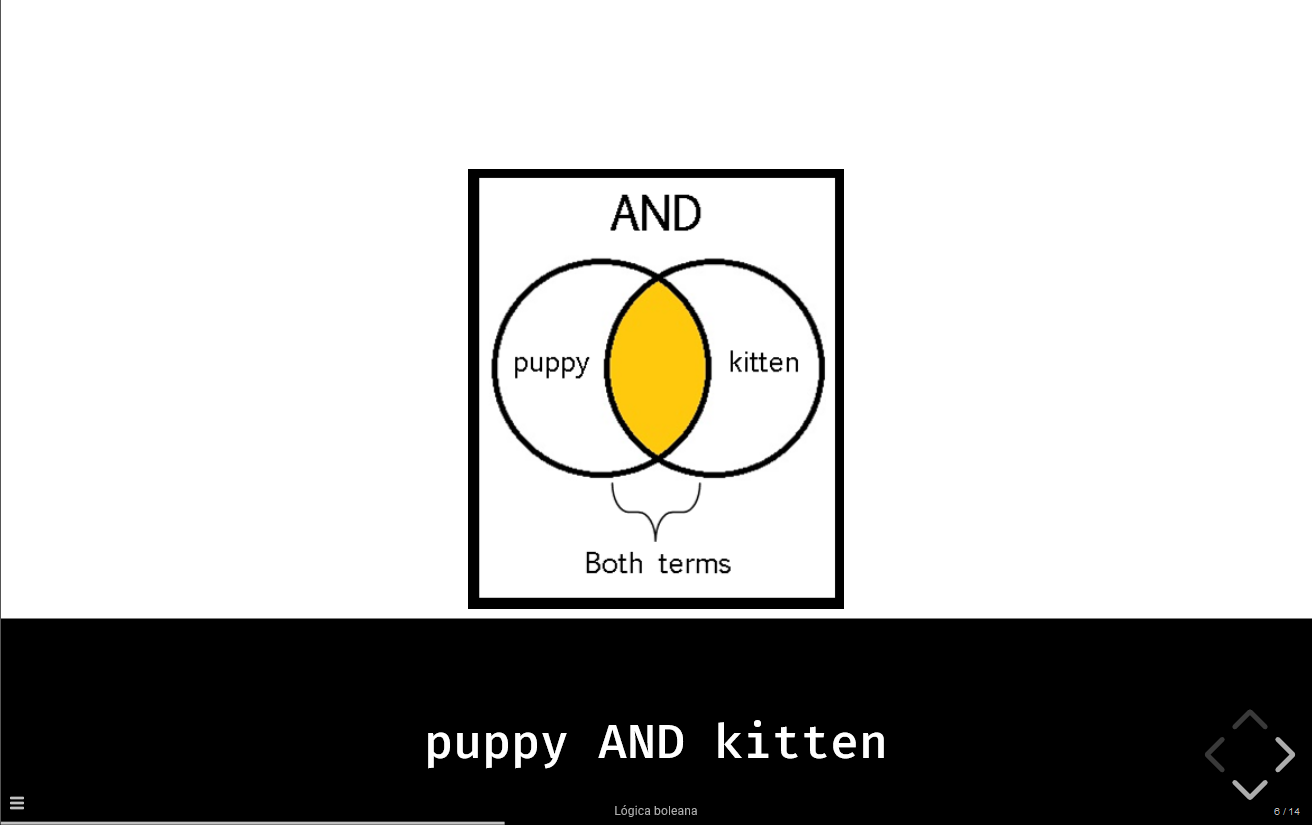 AND
puppy kitten
Both terms
puppy AND kitten
Lógica boleana
6 / 14